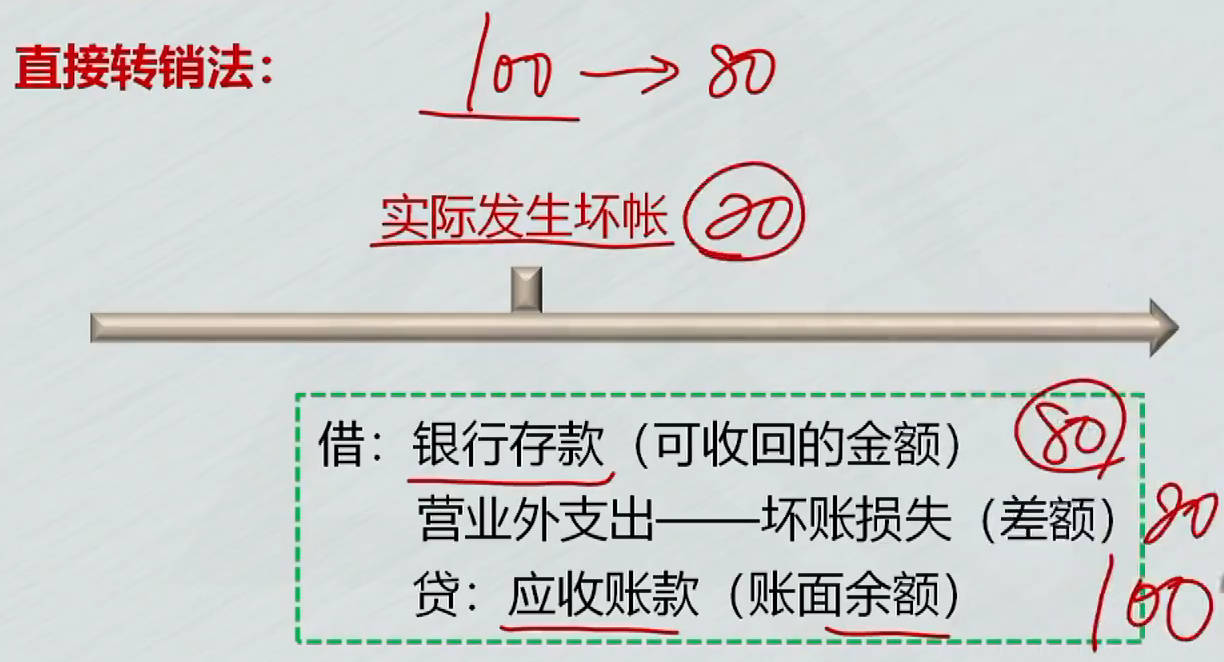 直接转销法： 100 → 80
实际发生坏帐 20
借：银行存款（可收回的金额） 80
营业外支出——坏账损失（差额） 20
贷：应收账款（账面余额） 100